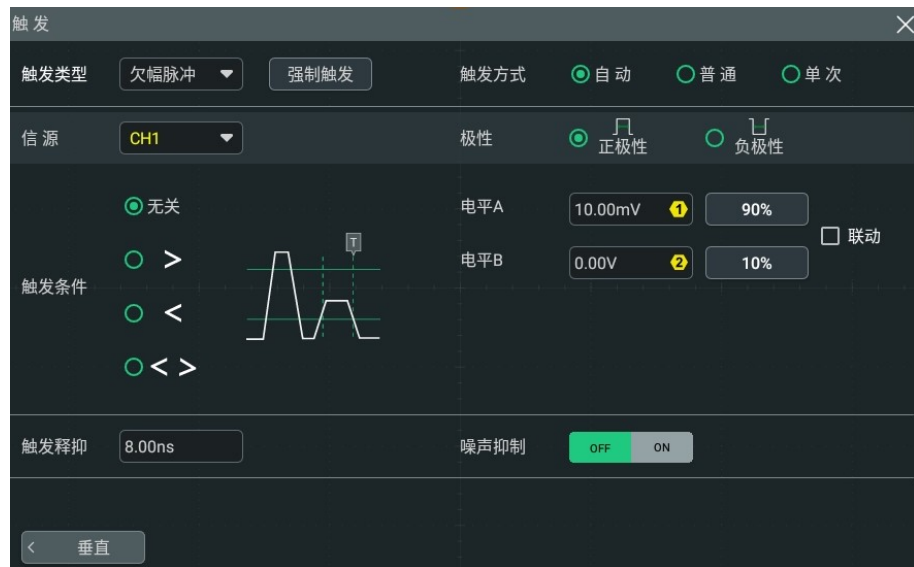 触发
触发类型 欠幅脉冲 强制触发 触发方式 自动 普通 单次
信源 CH1 极性 正极性 负极性
无关 电平A 10.00mV 1 90%
联动
> T 电平B 0.00V 2 10%
触发条件
<
< >
触发释抑 8.00ns 噪声抑制 OFF ON
< 垂直